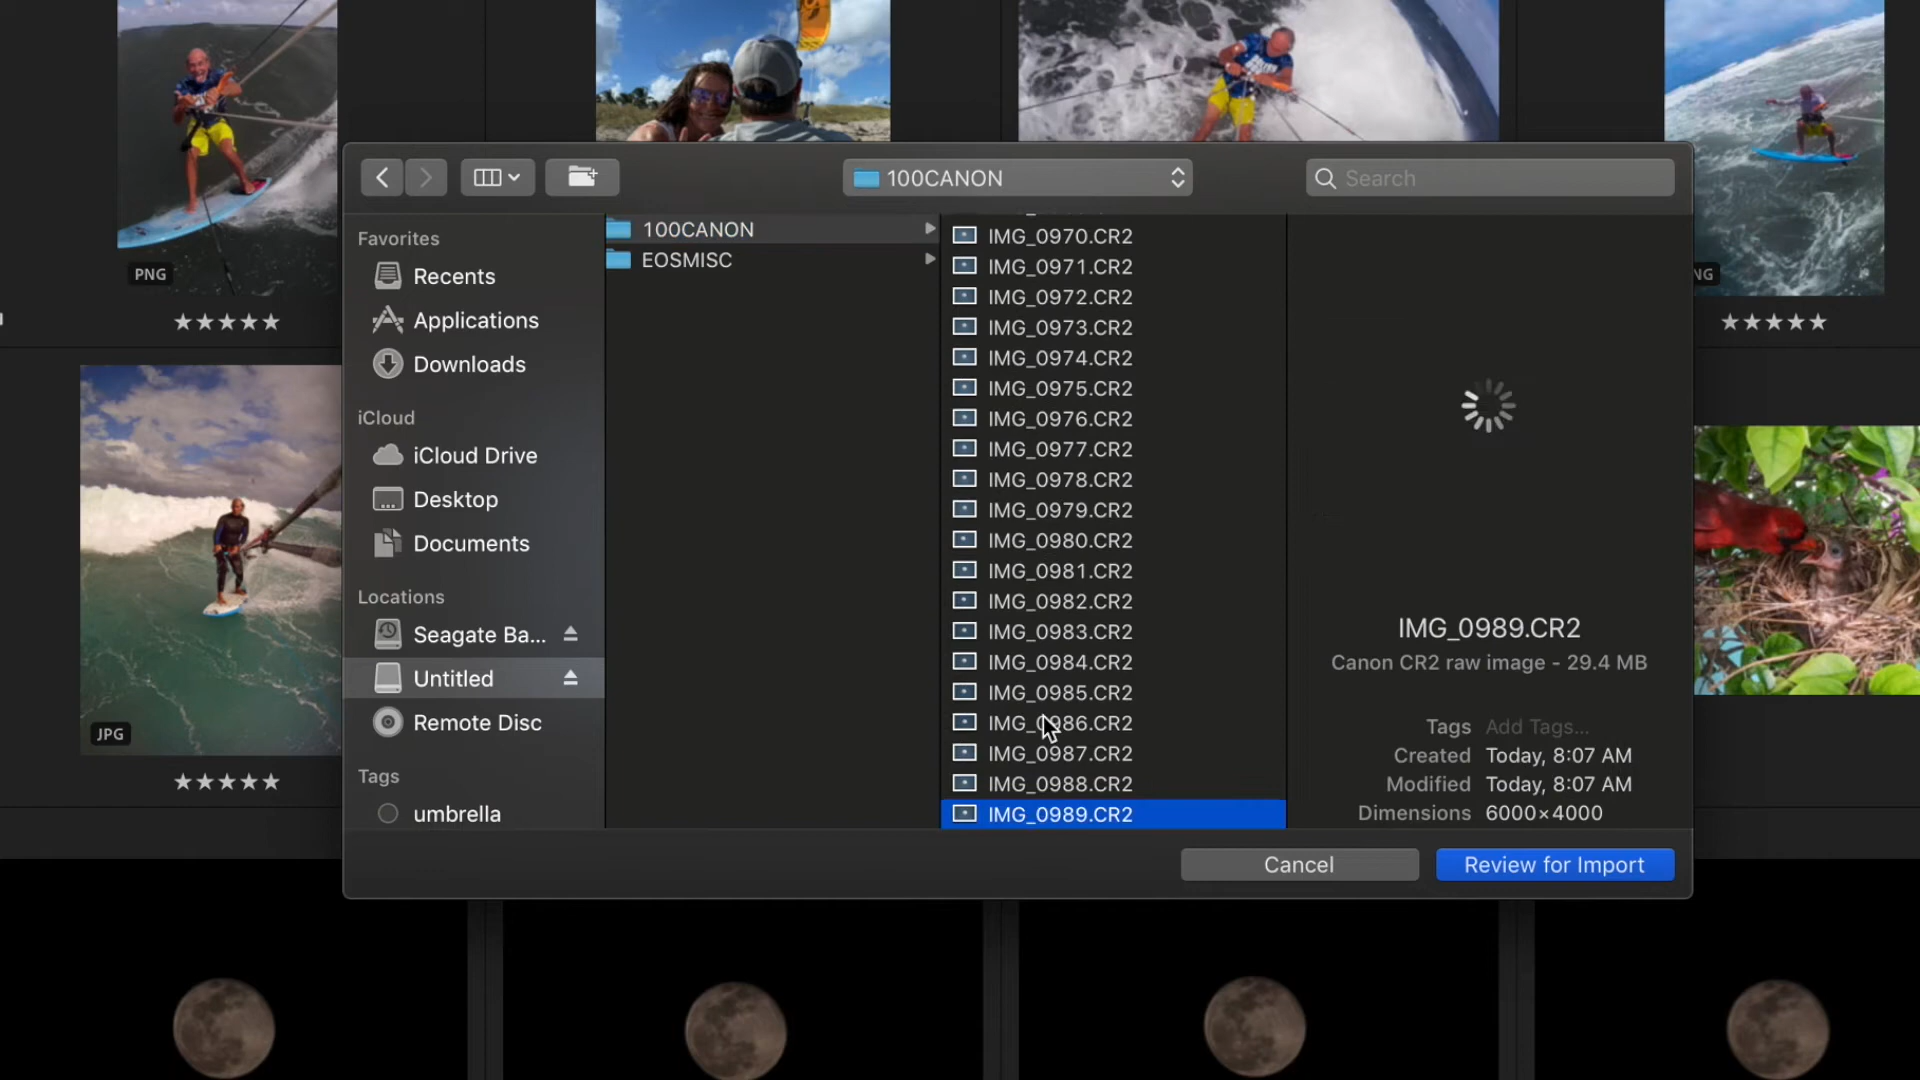 100CANON
Search
Favorites
Recents
Applications
Downloads
iCloud
iCloud Drive
Desktop
Documents
Locations
Seagate Ba...
Untitled
Remote Disc
Tags
umbrella
100CANON
EOSMISC
IMG_0970.CR2
IMG_0971.CR2
IMG_0972.CR2
IMG_0973.CR2
IMG_0974.CR2
IMG_0975.CR2
IMG_0976.CR2
IMG_0977.CR2
IMG_0978.CR2
IMG_0979.CR2
IMG_0980.CR2
IMG_0981.CR2
IMG_0982.CR2
IMG_0983.CR2
IMG_0984.CR2
IMG_0985.CR2
IMG_0986.CR2
IMG_0987.CR2
IMG_0988.CR2
IMG_0989.CR2
IMG_0989.CR2
Canon CR2 raw image - 29.4 MB
Tags Add Tags...
Created Today, 8:07 AM
Modified Today, 8:07 AM
Dimensions 6000×4000
Cancel
Review for Import
PNG
NG
JPG